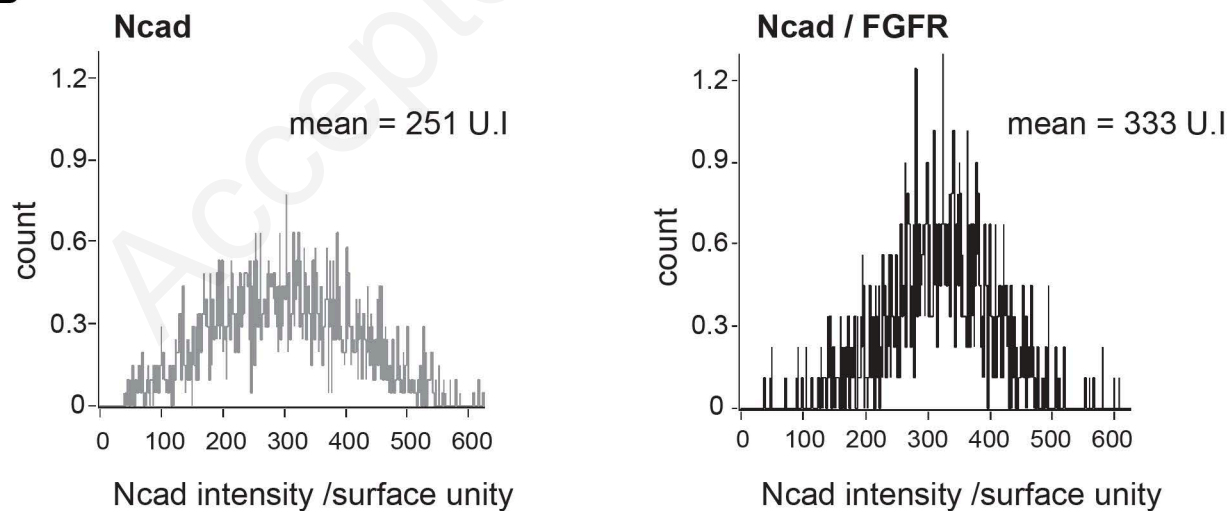 Ncad
mean = 251 U.I
count
1.2
0.9
0.6
0.3
0
0 100 200 300 400 500 600
Ncad intensity /surface unity
Ncad / FGFR
mean = 333 U.I
count
1.2
0.9
0.6
0.3
0
0 100 200 300 400 500 600
Ncad intensity /surface unity
Accepte